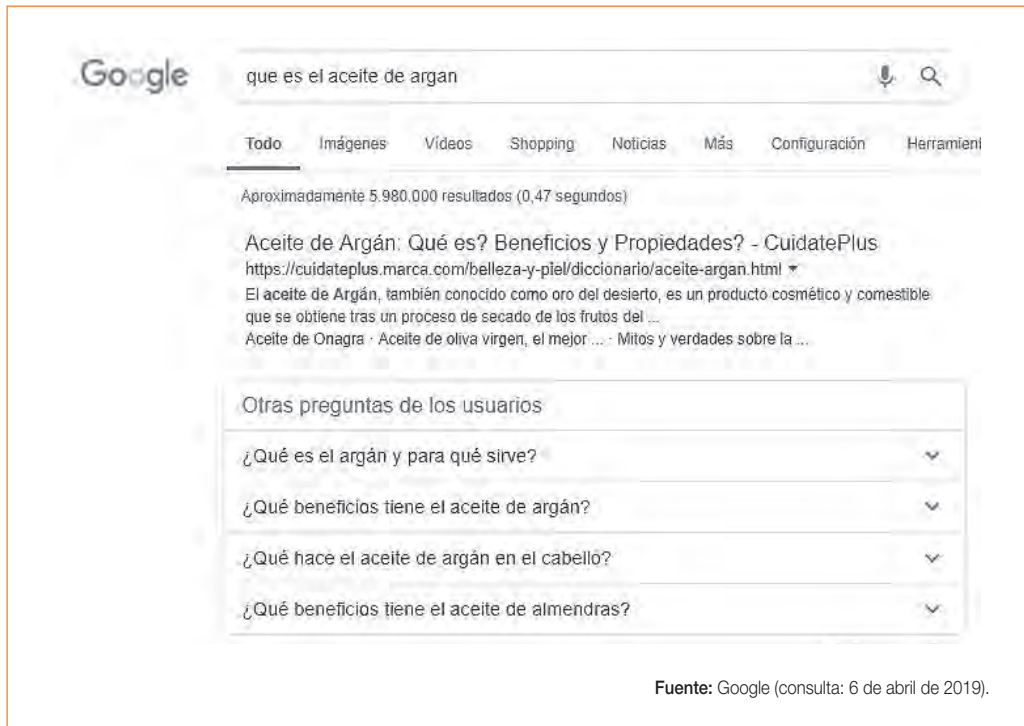 Google
que es el aceite de argan
Todo Imágenes Vídeos Shopping Noticias Más Configuración Herramient
Aproximadamente 5.980.000 resultados (0,47 segundos)
Aceite de Argán: Qué es? Beneficios y Propiedades? - CuidatePlus
https://cuidateplus.marca.com/belleza-y-piel/diccionario/aceite-argan.html
El aceite de Argán, también conocido como oro del desierto, es un producto cosmético y comestible
que se obtiene tras un proceso de secado de los frutos del ...
Aceite de Onagra · Aceite de oliva virgen, el mejor ... · Mitos y verdades sobre la ...
Otras preguntas de los usuarios
¿Qué es el argán y para qué sirve?
¿Qué beneficios tiene el aceite de argán?
¿Qué hace el aceite de argán en el cabello?
¿Qué beneficios tiene el aceite de almendras?
Fuente: Google (consulta: 6 de abril de 2019).